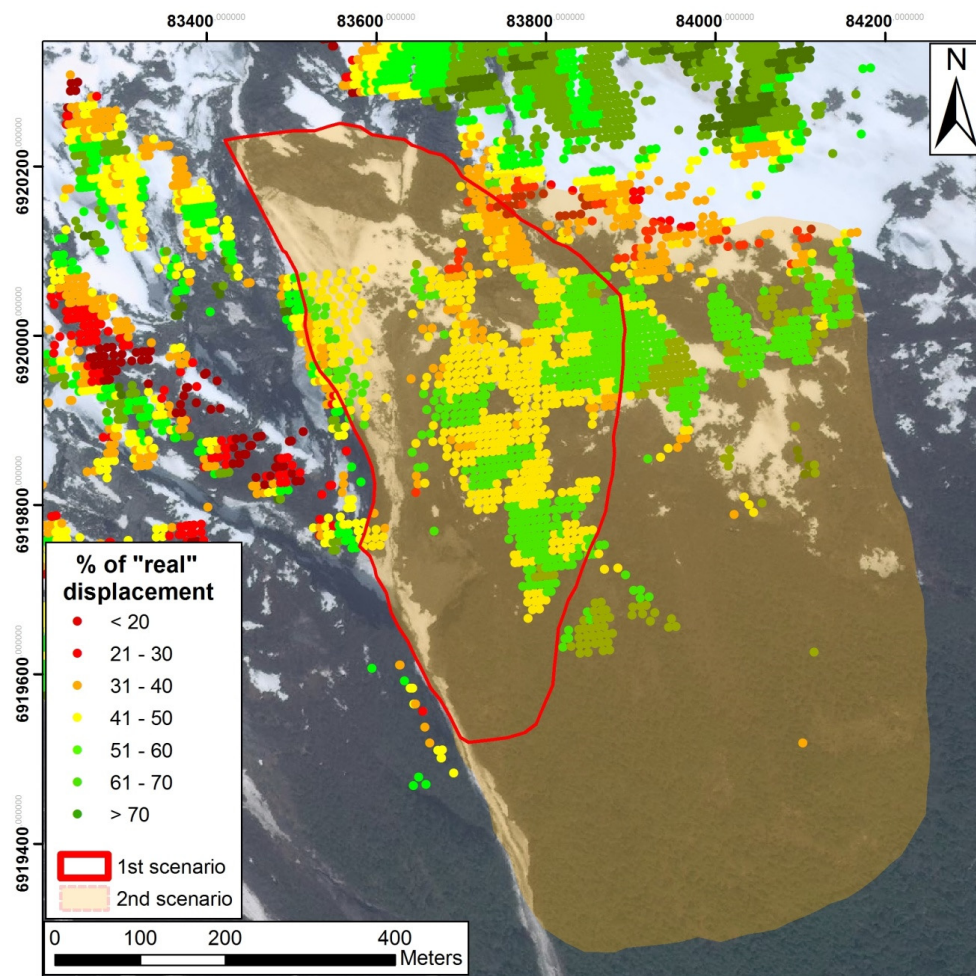 83400.000000 83600.000000 83800.000000 84000.000000 84200.000000
N
6920200.000000
6920000.000000
6919800.000000
6919600.000000
6919400.000000
% of "real"
displacement
< 20
21 - 30
31 - 40
41 - 50
51 - 60
61 - 70
> 70
1st scenario
2nd scenario
0 100 200 400
Meters